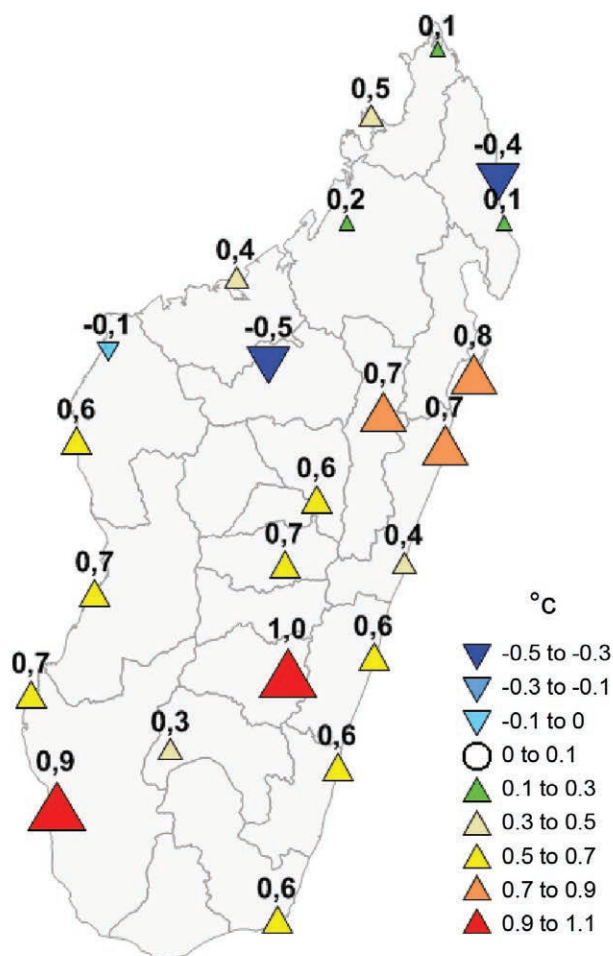 0,1
0,5
-0,4
0,2
0,1
0,4
-0,1
-0,5
0,8
0,7
0,6
0,7
0,6
0,7
0,4
0,7
1,0
0,6
0,7
0,3
0,6
0,9
0,6
°C
-0.5 to -0.3
-0.3 to -0.1
-0.1 to 0
0 to 0.1
0.1 to 0.3
0.3 to 0.5
0.5 to 0.7
0.7 to 0.9
0.9 to 1.1